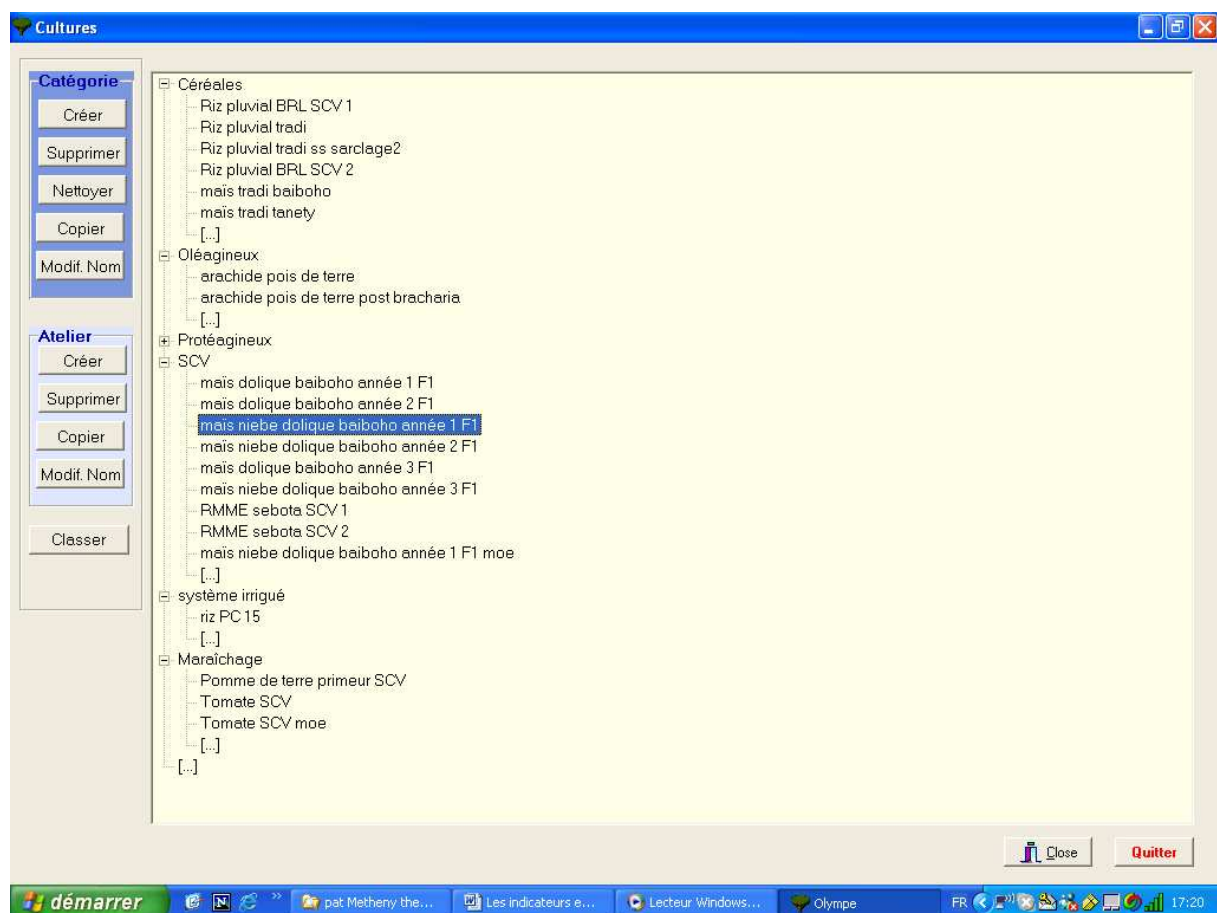 Cultures
Catégorie
Créer
Supprimer
Nettoyer
Copier
Modif. Nom
Atelier
Créer
Supprimer
Copier
Modif. Nom
Classer
Céréales
Riz pluvial BRL SCV 1
Riz pluvial tradi
Riz pluvial tradi ss sarclage2
Riz pluvial BRL SCV 2
maïs tradi baiboho
maïs tradi tanety
[...]
Oléagineux
arachide pois de terre
arachide pois de terre post bracharia
[...]
Protéagineux
SCV
maïs dolique baiboho année 1 F1
maïs dolique baiboho année 2 F1
maïs niebe dolique baiboho année 1 F1
maïs niebe dolique baiboho année 2 F1
maïs dolique baiboho année 3 F1
maïs niebe dolique baiboho année 3 F1
RMME sebota SCV 1
RMME sebota SCV 2
maïs niebe dolique baiboho année 1 F1 moe
[...]
système irrigué
riz PC 15
[...]
Maraîchage
Pomme de terre primeur SCV
Tomate SCV
Tomate SCV moe
[...]
[...]
Close
Quitter
démarrer
N
»
pat Metheny the...
Les indicateurs e...
Lecteur Windows...
Olympe
FR
17:20